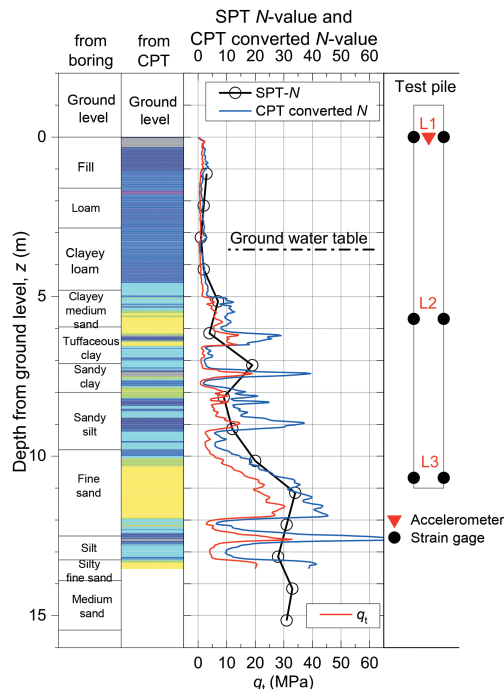 SPT N-value and
CPT converted N-value
from
boring
from
CPT
0 10 20 30 40 50 60
Ground
level
Ground
level
SPT-N
CPT converted N
Test pile
L1
0
Fill
Loam
Ground water table
Clayey
loam
Clayey
medium
sand
5
L2
Tuffaceous
clay
Sandy
clay
Sandy
silt
Depth from ground level, z (m)
10
L3
Fine
sand
Accelerometer
Strain gage
Silt
Silty
fine sand
Medium
sand
15
qt
0 10 20 30 40 50 60
qt (MPa)